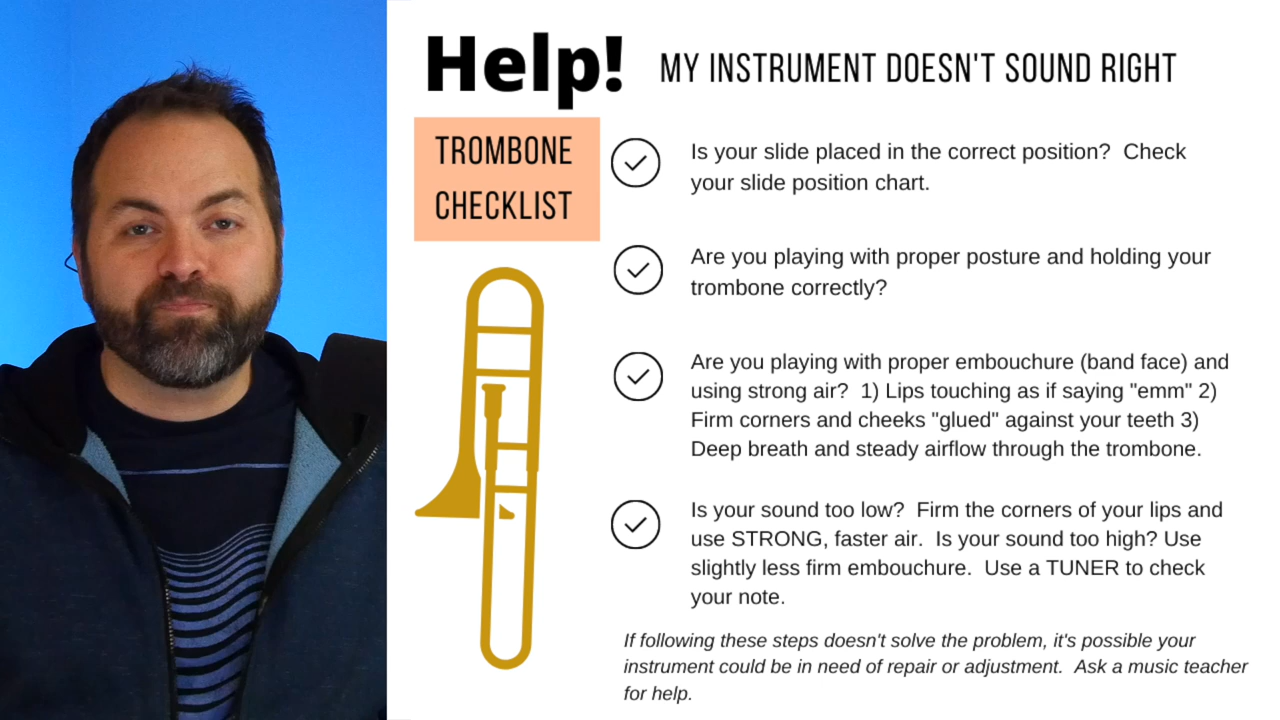 Help! MY INSTRUMENT DOESN'T SOUND RIGHT
TROMBONE
CHECKLIST
Is your slide placed in the correct position?  Check
your slide position chart.
Are you playing with proper posture and holding your
trombone correctly?
Are you playing with proper embouchure (band face) and
using strong air?  1) Lips touching as if saying "emm" 2)
Firm corners and cheeks "glued" against your teeth 3)
Deep breath and steady airflow through the trombone.
Is your sound too low?  Firm the corners of your lips and
use STRONG, faster air.  Is your sound too high? Use
slightly less firm embouchure.  Use a TUNER to check
your note.
If following these steps doesn't solve the problem, it's possible your
instrument could be in need of repair or adjustment.  Ask a music teacher
for help.